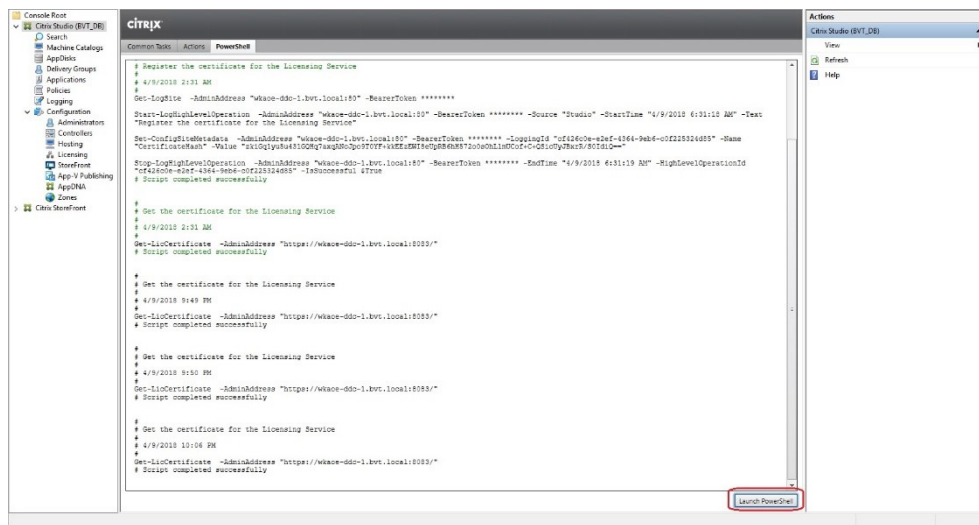 Console Root
Citrix Studio (BVT_DB)
Search
Machine Catalogs
AppDisks
Delivery Groups
Applications
Policies
Logging
Configuration
Administrators
Controllers
Hosting
Licensing
StoreFront
App-V Publishing
AppDNA
Zones
Citrix StoreFront
CİTRIX
Common Tasks Actions PowerShell
# Register the certificate for the Licensing Service
#
# 4/9/2018 2:31 AM
#
Get-LogSite -AdminAddress "wkace-ddc-1.bvt.local:80" -BearerToken ********
Start-LogHighLevelOperation -AdminAddress "wkace-ddc-1.bvt.local:80" -BearerToken ******** -Source "Studio" -StartTime "4/9/2018 6:31:18 AM" -Text
"Register the certificate for the Licensing Service"
Set-ConfigSiteMetadata -AdminAddress "wkace-ddc-1.bvt.local:80" -BearerToken ******** -LoggingId "cf426c0e-e2ef-4364-9eb6-c0f225324d85" -Name
"CertificateHash" -Value
Stop-LogHighLevelOperation -AdminAddress "wkace-ddc-1.bvt.local:80" -BearerToken ******** -EndTime "4/9/2018 6:31:19 AM" -HighLevelOperationId
"cf426c0e-e2ef-4364-9eb6-c0f225324d85" -IsSuccessful $True
# Script completed successfully
#
# Get the certificate for the Licensing Service
#
# 4/9/2018 2:31 AM
#
Get-LicCertificate -AdminAddress "https://wkace-ddc-1.bvt.local:8083/"
# Script completed successfully
#
# Get the certificate for the Licensing Service
#
# 4/9/2018 9:49 PM
#
Get-LicCertificate -AdminAddress "https://wkace-ddc-1.bvt.local:8083/"
# Script completed successfully
#
# Get the certificate for the Licensing Service
#
# 4/9/2018 9:50 PM
#
Get-LicCertificate -AdminAddress "https://wkace-ddc-1.bvt.local:8083/"
# Script completed successfully
#
# Get the certificate for the Licensing Service
#
# 4/9/2018 10:06 PM
#
Get-LicCertificate -AdminAddress "https://wkace-ddc-1.bvt.local:8083/"
# Script completed successfully
Launch PowerShell
Actions
Citrix Studio (BVT_DB)
View
Refresh
Help